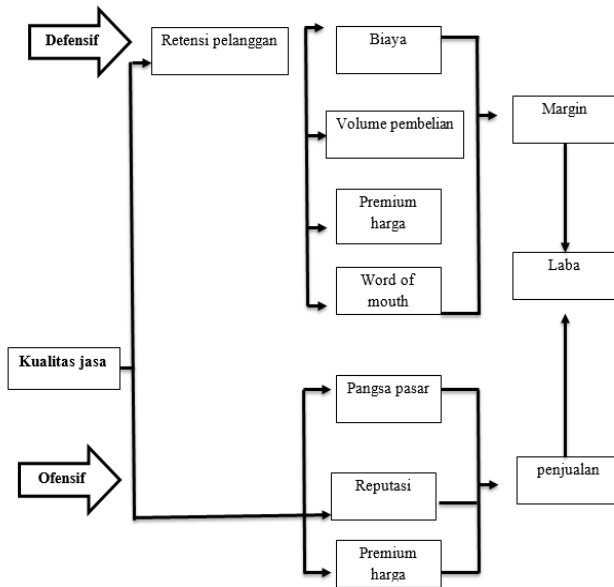 Defensif
Retensi pelanggan
Biaya
Volume pembelian
Margin
Premium
harga
Laba
Word of
mouth
Kualitas jasa
Pangsa pasar
Ofensif
Reputasi
penjualan
Premium
harga